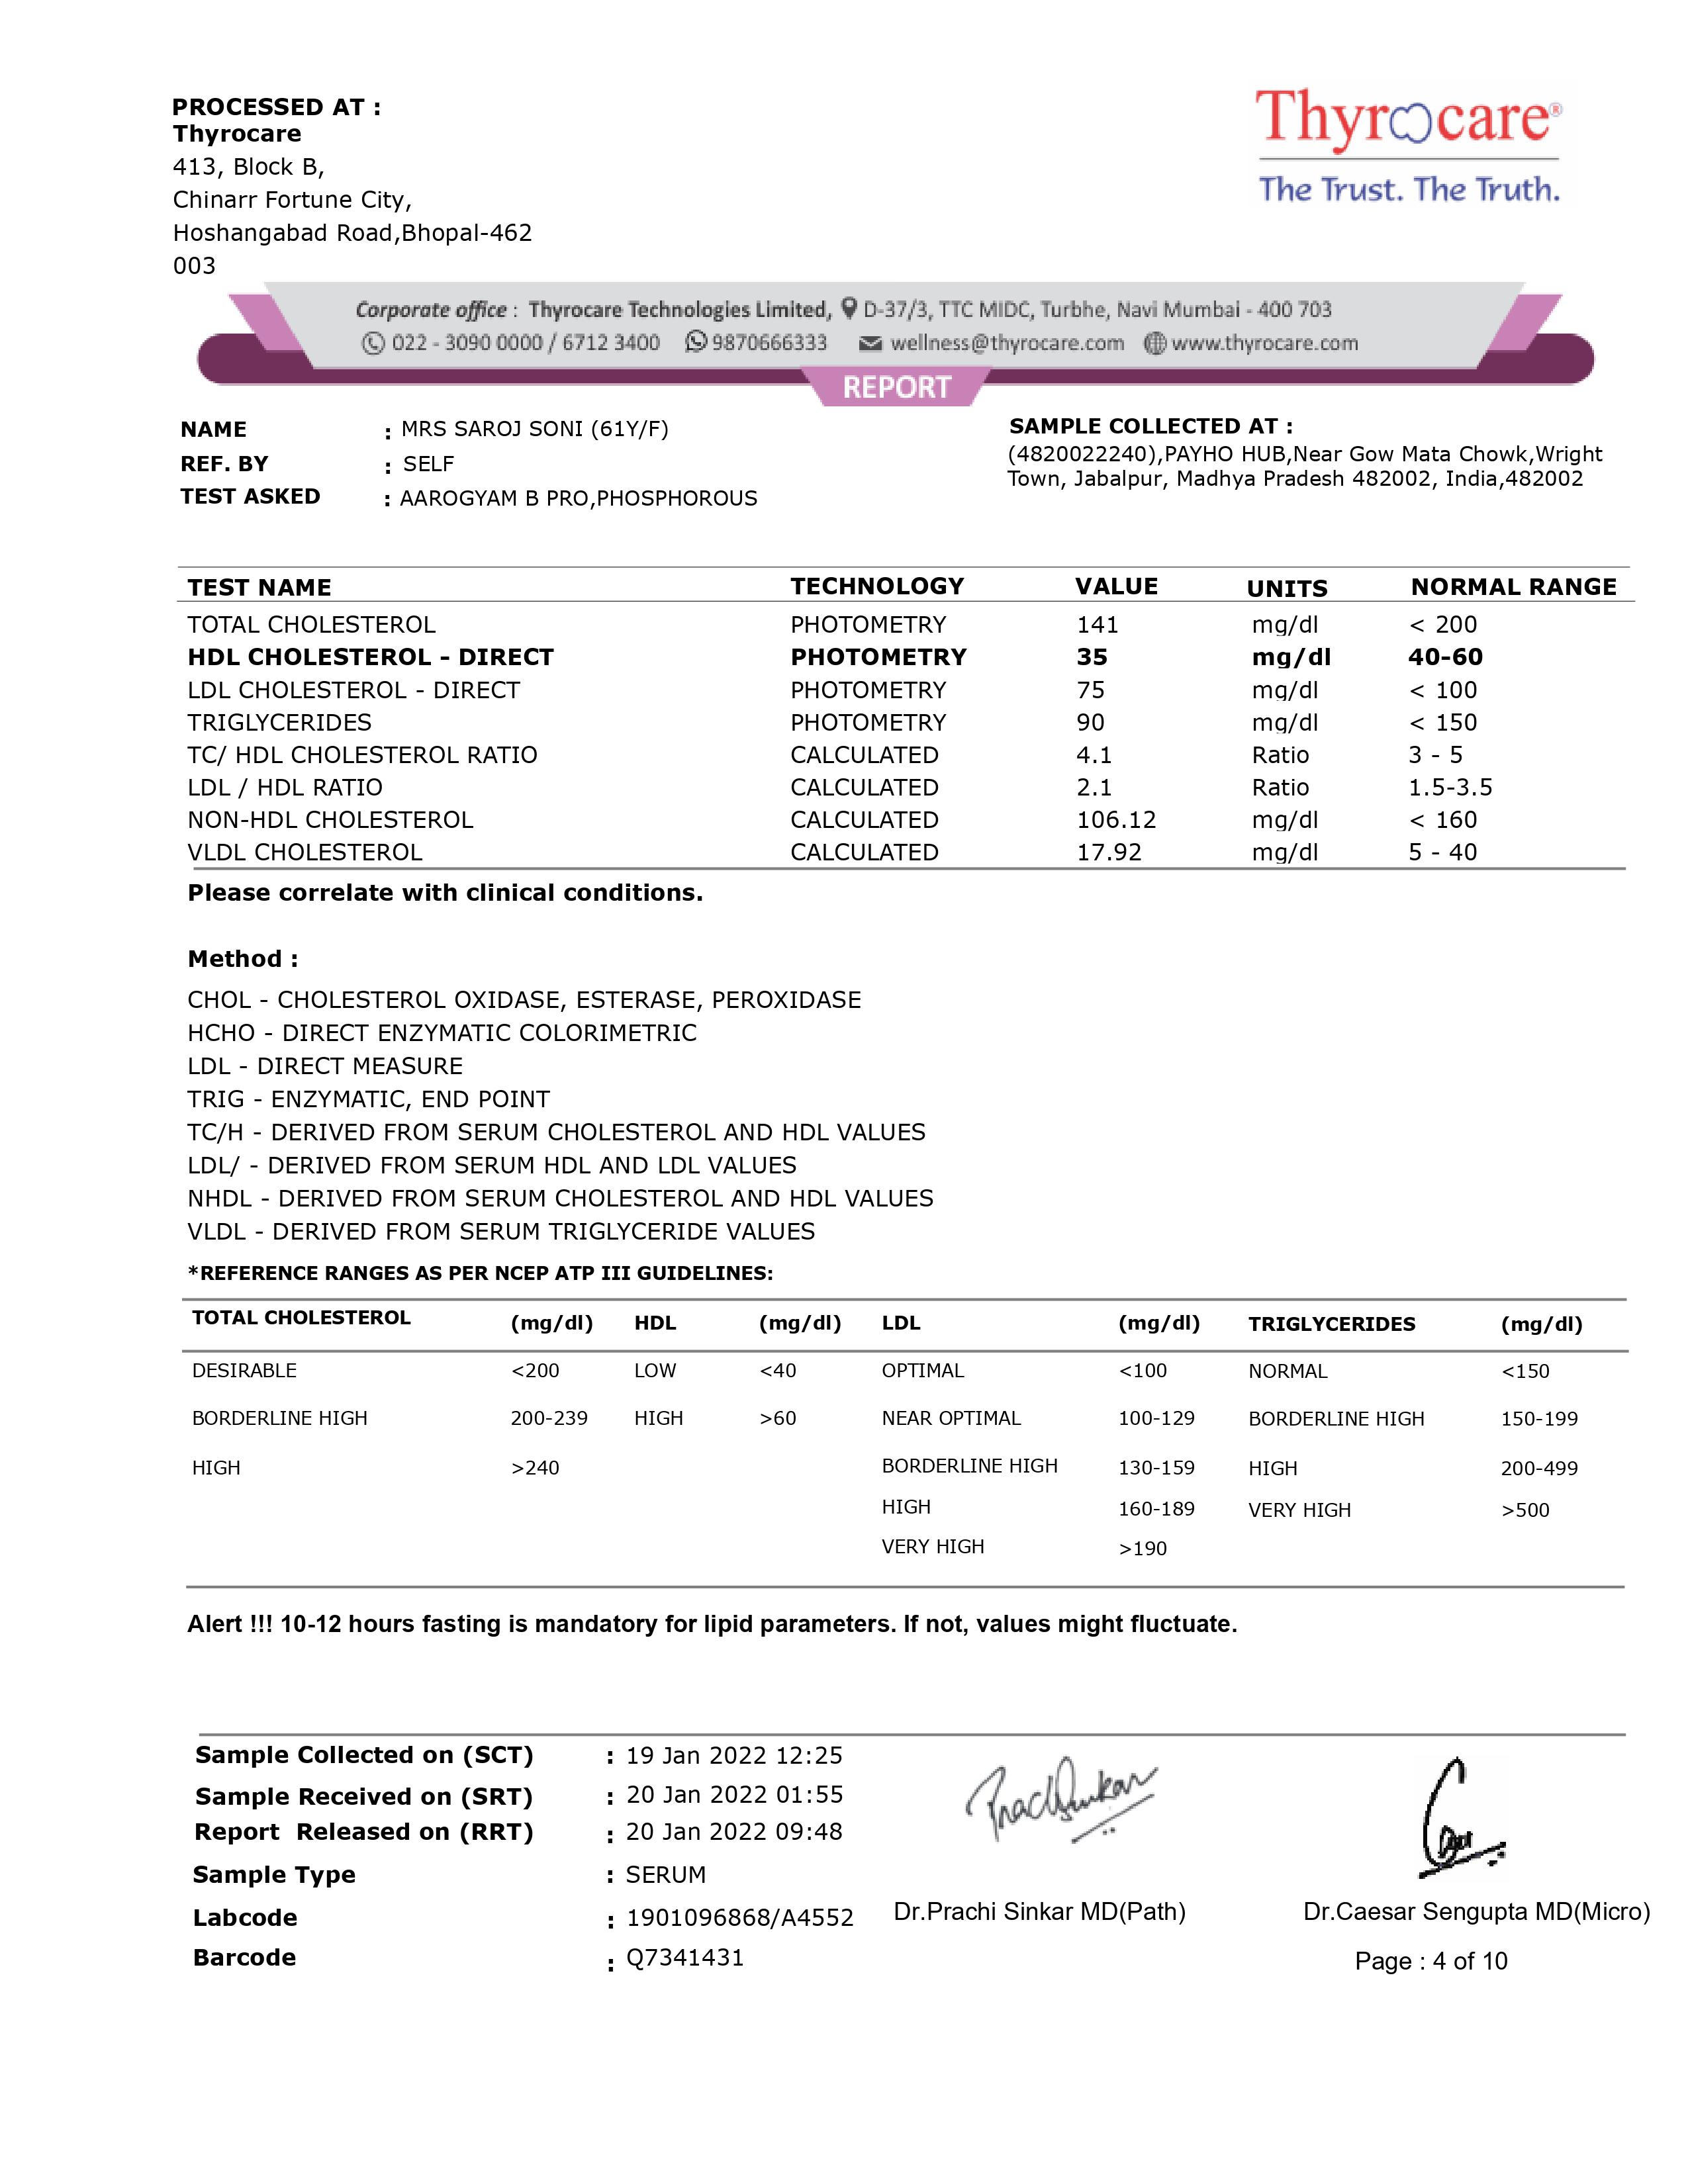 PROCESSED AT :
Thyrocare
413, Block B,
Chinarr Fortune City,
Hoshangabad Road,Bhopal-462
003
Thyrocare®
The Trust. The Truth.
Corporate office : Thyrocare Technologies Limited, D-37/3, TTC MIDC, Turbhe, Navi Mumbai - 400 703
022 - 3090 0000 / 6712 3400 9870666333 wellness@thyrocare.com www.thyrocare.com
REPORT
NAME : MRS SAROJ SONI (61Y/F)
REF. BY : SELF
TEST ASKED : AAROGYAM B PRO,PHOSPHOROUS
SAMPLE COLLECTED AT :
(4820022240),PAYHO HUB,Near Gow Mata Chowk,Wright
Town, Jabalpur, Madhya Pradesh 482002, India,482002
TEST NAME TECHNOLOGY VALUE UNITS NORMAL RANGE
TOTAL CHOLESTEROL PHOTOMETRY 141 mg/dl < 200
HDL CHOLESTEROL - DIRECT PHOTOMETRY 35 mg/dl 40-60
LDL CHOLESTEROL - DIRECT PHOTOMETRY 75 mg/dl < 100
TRIGLYCERIDES PHOTOMETRY 90 mg/dl < 150
TC/ HDL CHOLESTEROL RATIO CALCULATED 4.1 Ratio 3 - 5
LDL / HDL RATIO CALCULATED 2.1 Ratio 1.5-3.5
NON-HDL CHOLESTEROL CALCULATED 106.12 mg/dl < 160
VLDL CHOLESTEROL CALCULATED 17.92 mg/dl 5 - 40
Please correlate with clinical conditions.
Method :
CHOL - CHOLESTEROL OXIDASE, ESTERASE, PEROXIDASE
HCHO - DIRECT ENZYMATIC COLORIMETRIC
LDL - DIRECT MEASURE
TRIG - ENZYMATIC, END POINT
TC/H - DERIVED FROM SERUM CHOLESTEROL AND HDL VALUES
LDL/ - DERIVED FROM SERUM HDL AND LDL VALUES
NHDL - DERIVED FROM SERUM CHOLESTEROL AND HDL VALUES
VLDL - DERIVED FROM SERUM TRIGLYCERIDE VALUES
*REFERENCE RANGES AS PER NCEP ATP III GUIDELINES:
TOTAL CHOLESTEROL (mg/dl) HDL (mg/dl) LDL (mg/dl) TRIGLYCERIDES (mg/dl)
DESIRABLE <200 LOW <40 OPTIMAL <100 NORMAL <150
BORDERLINE HIGH 200-239 HIGH >60 NEAR OPTIMAL 100-129 BORDERLINE HIGH 150-199
HIGH >240 BORDERLINE HIGH 130-159 HIGH 200-499
HIGH 160-189 VERY HIGH >500
VERY HIGH >190
Alert !!! 10-12 hours fasting is mandatory for lipid parameters. If not, values might fluctuate.
Sample Collected on (SCT) : 19 Jan 2022 12:25
Sample Received on (SRT) : 20 Jan 2022 01:55
Report Released on (RRT) : 20 Jan 2022 09:48
Sample Type : SERUM
Labcode : 1901096868/A4552
Barcode : Q7341431
Dr.Prachi Sinkar MD(Path)
Dr.Caesar Sengupta MD(Micro)
Page : 4 of 10